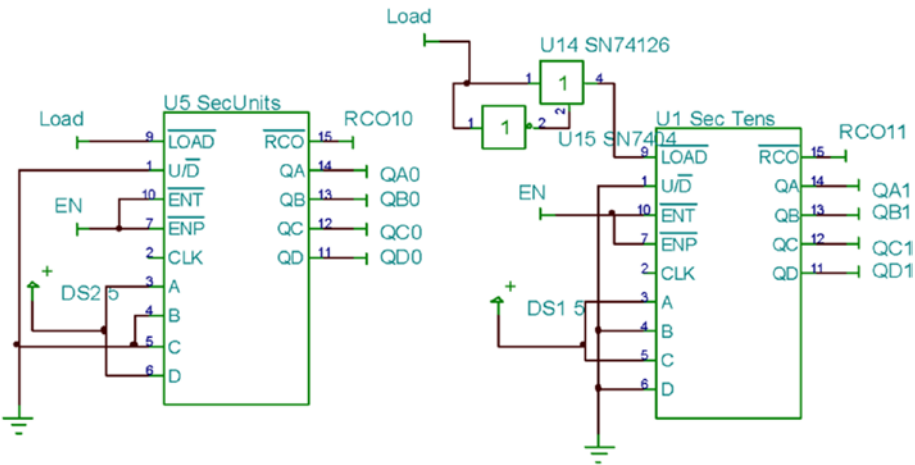 Load
U14 SN74126
1
1
4
2
1
1
2
U15 SN7404
U5 SecUnits
Load
9
LOAD
RCO
15
RCO10
1
U/D
QA
14
QA0
10
ENT
QB
13
QB0
EN
7
ENP
QC
12
QC0
2
CLK
QD
11
QD0
+
DS2 5
3
A
4
B
5
C
6
D
U1 Sec Tens
9
LOAD
RCO
15
RCO11
1
U/D
QA
14
QA1
EN
10
ENT
QB
13
QB1
7
ENP
QC
12
QC1
2
CLK
QD
11
QD1
+
DS1 5
3
A
4
B
5
C
6
D